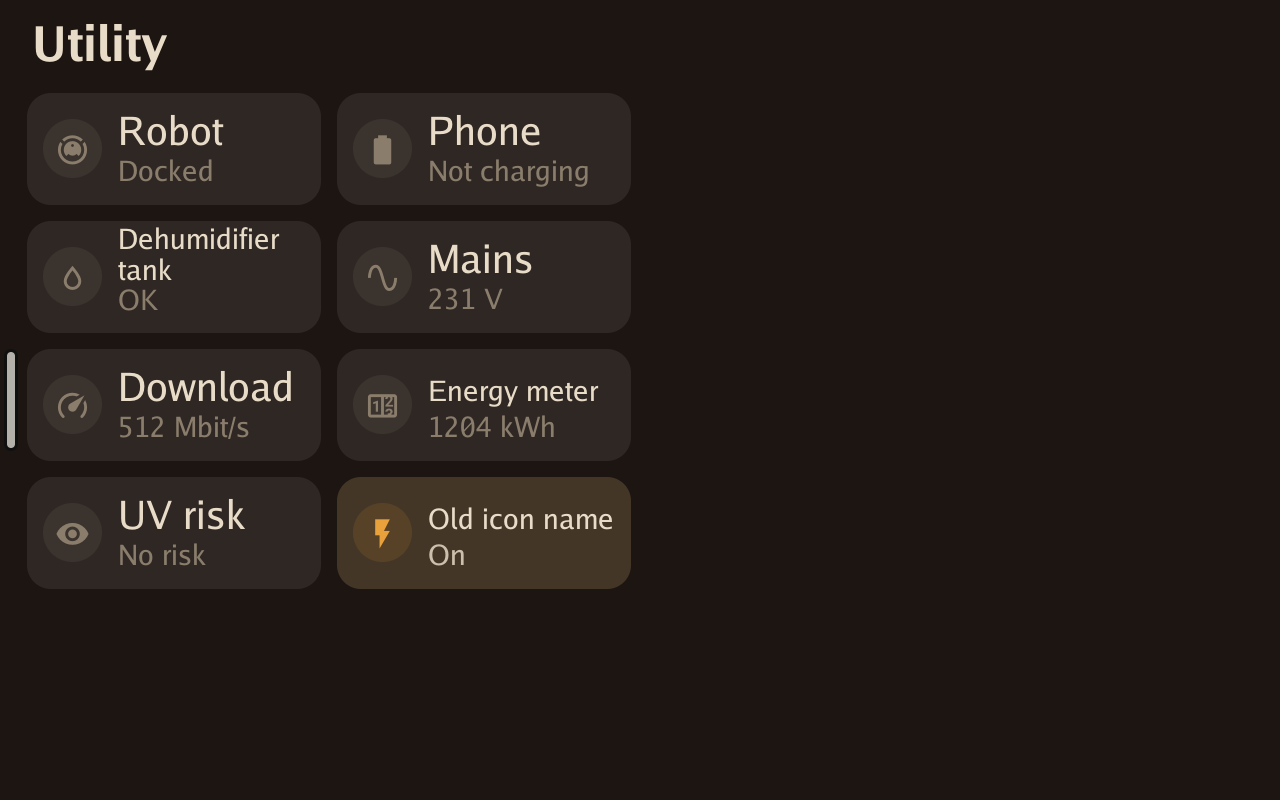 Utility
Robot
Docked
Phone
Not charging
Dehumidifier
tank
OK
Mains
231 V
Download
512 Mbit/s
Energy meter
1204 kWh
UV risk
No risk
Old icon name
On